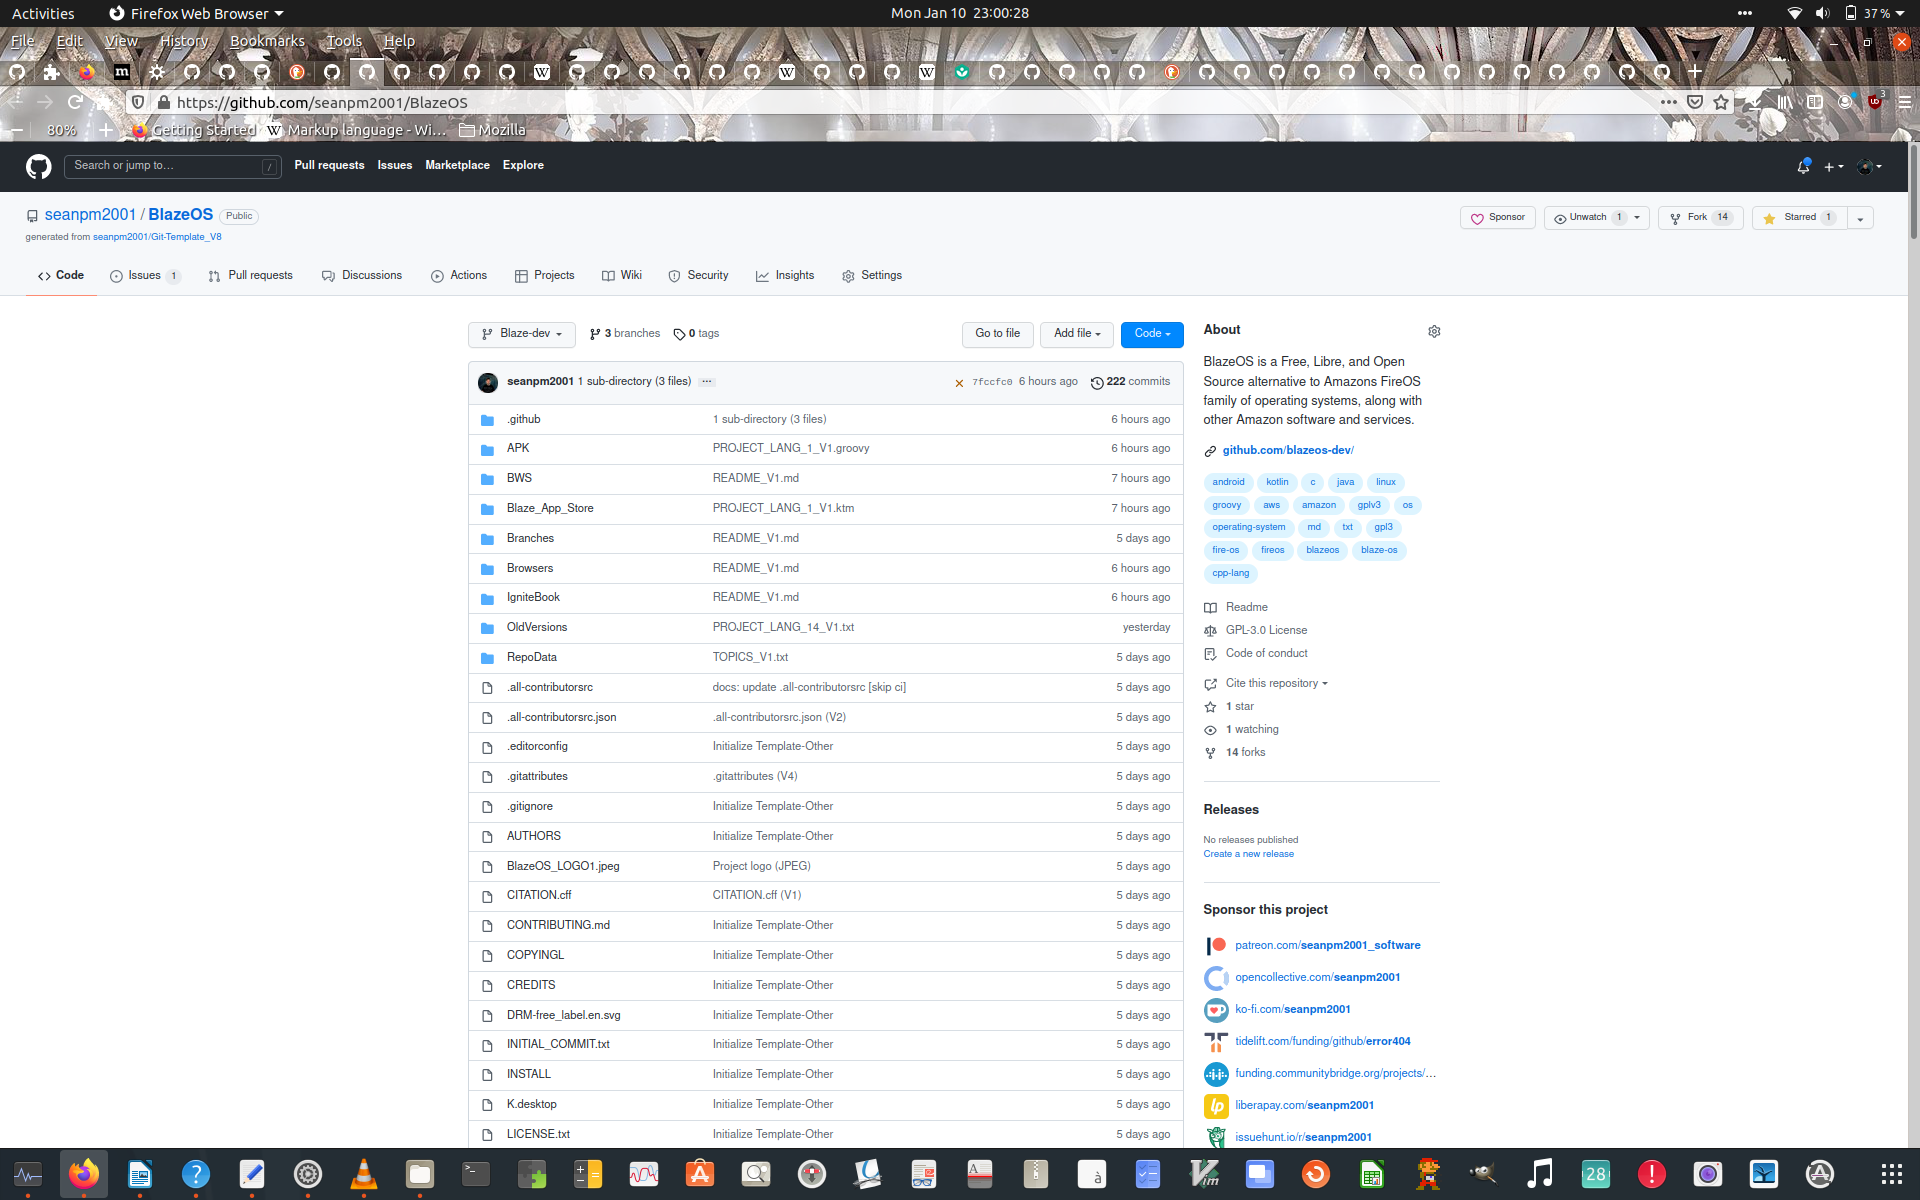 Activities Firefox Web Browser Mon Jan 10 23:00:28 37 %
File Edit View History Bookmarks Tools Help
https://github.com/seanpm2001/BlazeOS 3
80% Getting Started Markup language - Wi… Mozilla
Search or jump to… / Pull requests Issues Marketplace Explore
seanpm2001 / BlazeOS Public Sponsor Unwatch 1 Fork 14 Starred 1
generated from seanpm2001/Git-Template_V8
Code Issues 1 Pull requests Discussions Actions Projects Wiki Security Insights Settings
Blaze-dev 3 branches 0 tags Go to file Add file Code
seanpm2001 1 sub-directory (3 files) ... 7fccfc0 6 hours ago 222 commits
.github 1 sub-directory (3 files) 6 hours ago
APK PROJECT_LANG_1_V1.groovy 6 hours ago
BWS README_V1.md 7 hours ago
Blaze_App_Store PROJECT_LANG_1_V1.ktm 7 hours ago
Branches README_V1.md 5 days ago
Browsers README_V1.md 6 hours ago
IgniteBook README_V1.md 6 hours ago
OldVersions PROJECT_LANG_14_V1.txt yesterday
RepoData TOPICS_V1.txt 5 days ago
.all-contributorsrc docs: update .all-contributorsrc [skip ci] 5 days ago
.all-contributorsrc.json .all-contributorsrc.json (V2) 5 days ago
.editorconfig Initialize Template-Other 5 days ago
.gitattributes .gitattributes (V4) 5 days ago
.gitignore Initialize Template-Other 5 days ago
AUTHORS Initialize Template-Other 5 days ago
BlazeOS_LOGO1.jpeg Project logo (JPEG) 5 days ago
CITATION.cff CITATION.cff (V1) 5 days ago
CONTRIBUTING.md Initialize Template-Other 5 days ago
COPYINGL Initialize Template-Other 5 days ago
CREDITS Initialize Template-Other 5 days ago
DRM-free_label.en.svg Initialize Template-Other 5 days ago
INITIAL_COMMIT.txt Initialize Template-Other 5 days ago
INSTALL Initialize Template-Other 5 days ago
K.desktop Initialize Template-Other 5 days ago
LICENSE.txt Initialize Template-Other 5 days ago
About
BlazeOS is a Free, Libre, and Open
Source alternative to Amazons FireOS
family of operating systems, along with
other Amazon software and services.
github.com/blazeos-dev/
android kotlin c java linux
groovy aws amazon gplv3 os
operating-system md txt gpl3
fire-os fireos blazeos blaze-os
cpp-lang
Readme
GPL-3.0 License
Code of conduct
Cite this repository
1 star
1 watching
14 forks
Releases
No releases published
Create a new release
Sponsor this project
patreon.com/seanpm2001_software
opencollective.com/seanpm2001
ko-fi.com/seanpm2001
tidelift.com/funding/github/error404
funding.communitybridge.org/projects/…
liberapay.com/seanpm2001
issuehunt.io/r/seanpm2001
28